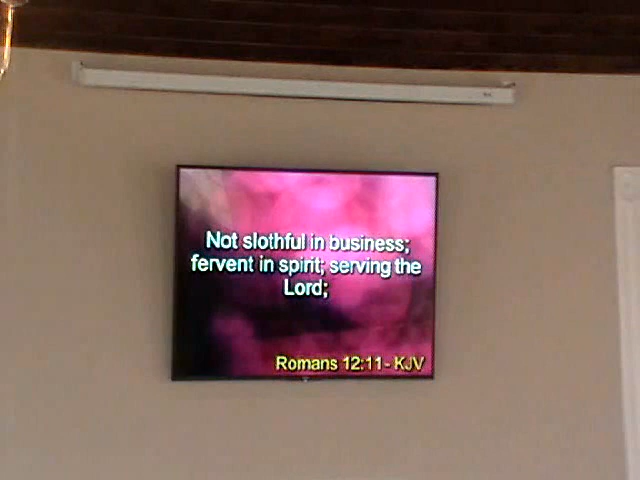 Not slothful in business;
fervent in spirit; serving the
Lord;
Romans 12:11- KJV